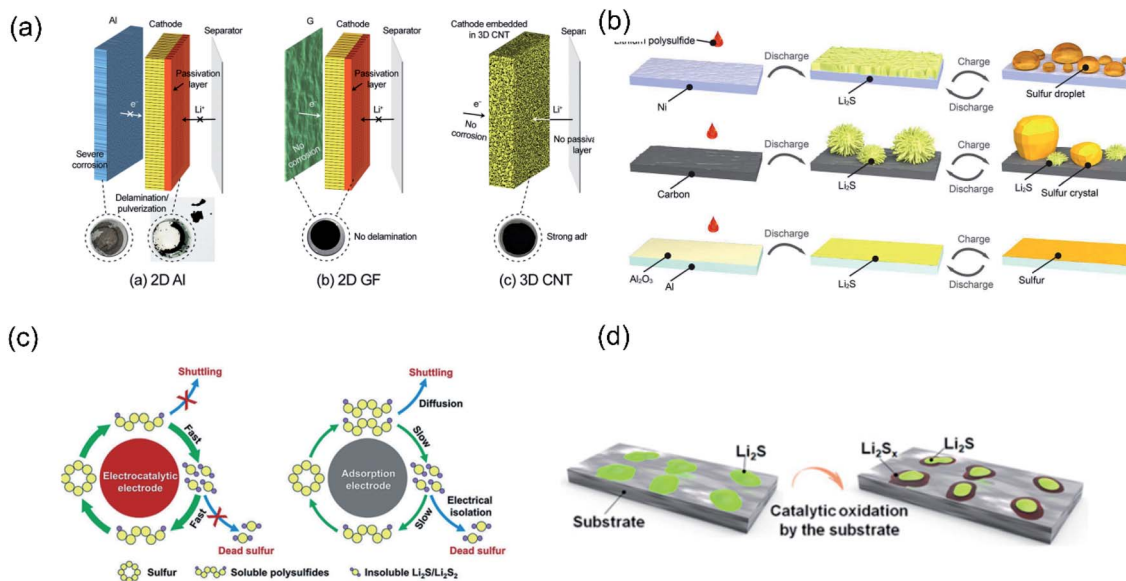 (a)
Al
Cathode
Separator
Passivation
layer
e⁻
Li⁺
Severe
corrosion
Delamination/
pulverization
(a) 2D Al
G
Cathode
Separator
Passivation
layer
e⁻
Li⁺
No corrosion
No delamination
(b) 2D GF
Cathode embedded
in 3D CNT
e⁻
No
corrosion
Li⁺
No passiv
layer
Strong adh
(c) 3D CNT
(b)
polysulfide
Ni
Discharge
Li₂S
Charge
Discharge
Sulfur droplet
Carbon
Discharge
Li₂S
Charge
Discharge
Li₂S
Sulfur crystal
Al₂O₃
Al
Discharge
Li₂S
Charge
Discharge
Sulfur
(c)
Shuttling
Fast
Electrocatalytic
electrode
Fast
Dead sulfur
Shuttling
Diffusion
Slow
Adsorption
electrode
Slow
Electrical
isolation
Dead sulfur
Sulfur
Soluble polysulfides
Insoluble Li₂S/Li₂S₂
(d)
Li₂S
Substrate
Catalytic oxidation
by the substrate
Li₂Sₓ
Li₂S